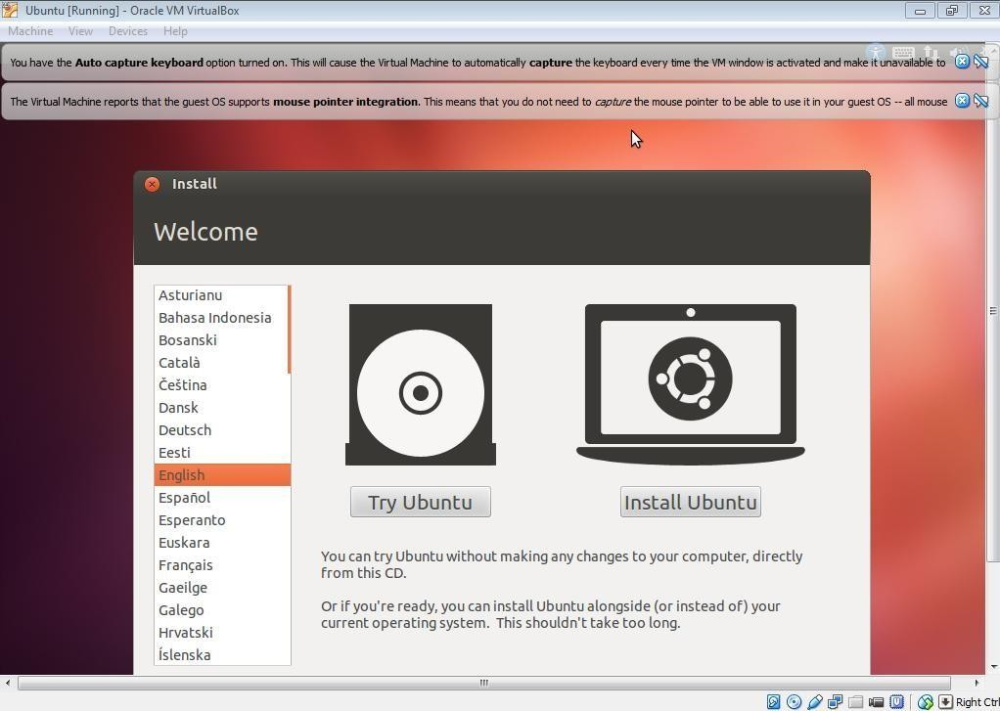 Ubuntu [Running] - Oracle VM VirtualBox
Machine View Devices Help
You have the Auto capture keyboard option turned on. This will cause the Virtual Machine to automatically capture the keyboard every time the VM window is activated and make it unavailable to
The Virtual Machine reports that the guest OS supports mouse pointer integration. This means that you do not need to capture the mouse pointer to be able to use it in your guest OS -- all mouse
Install
Welcome
Asturianu
Bahasa Indonesia
Bosanski
Català
Čeština
Dansk
Deutsch
Eesti
English
Español
Esperanto
Euskara
Français
Gaeilge
Galego
Hrvatski
Íslenska
Try Ubuntu
Install Ubuntu
You can try Ubuntu without making any changes to your computer, directly
from this CD.
Or if you're ready, you can install Ubuntu alongside (or instead of) your
current operating system. This shouldn't take too long.
Right Ctrl